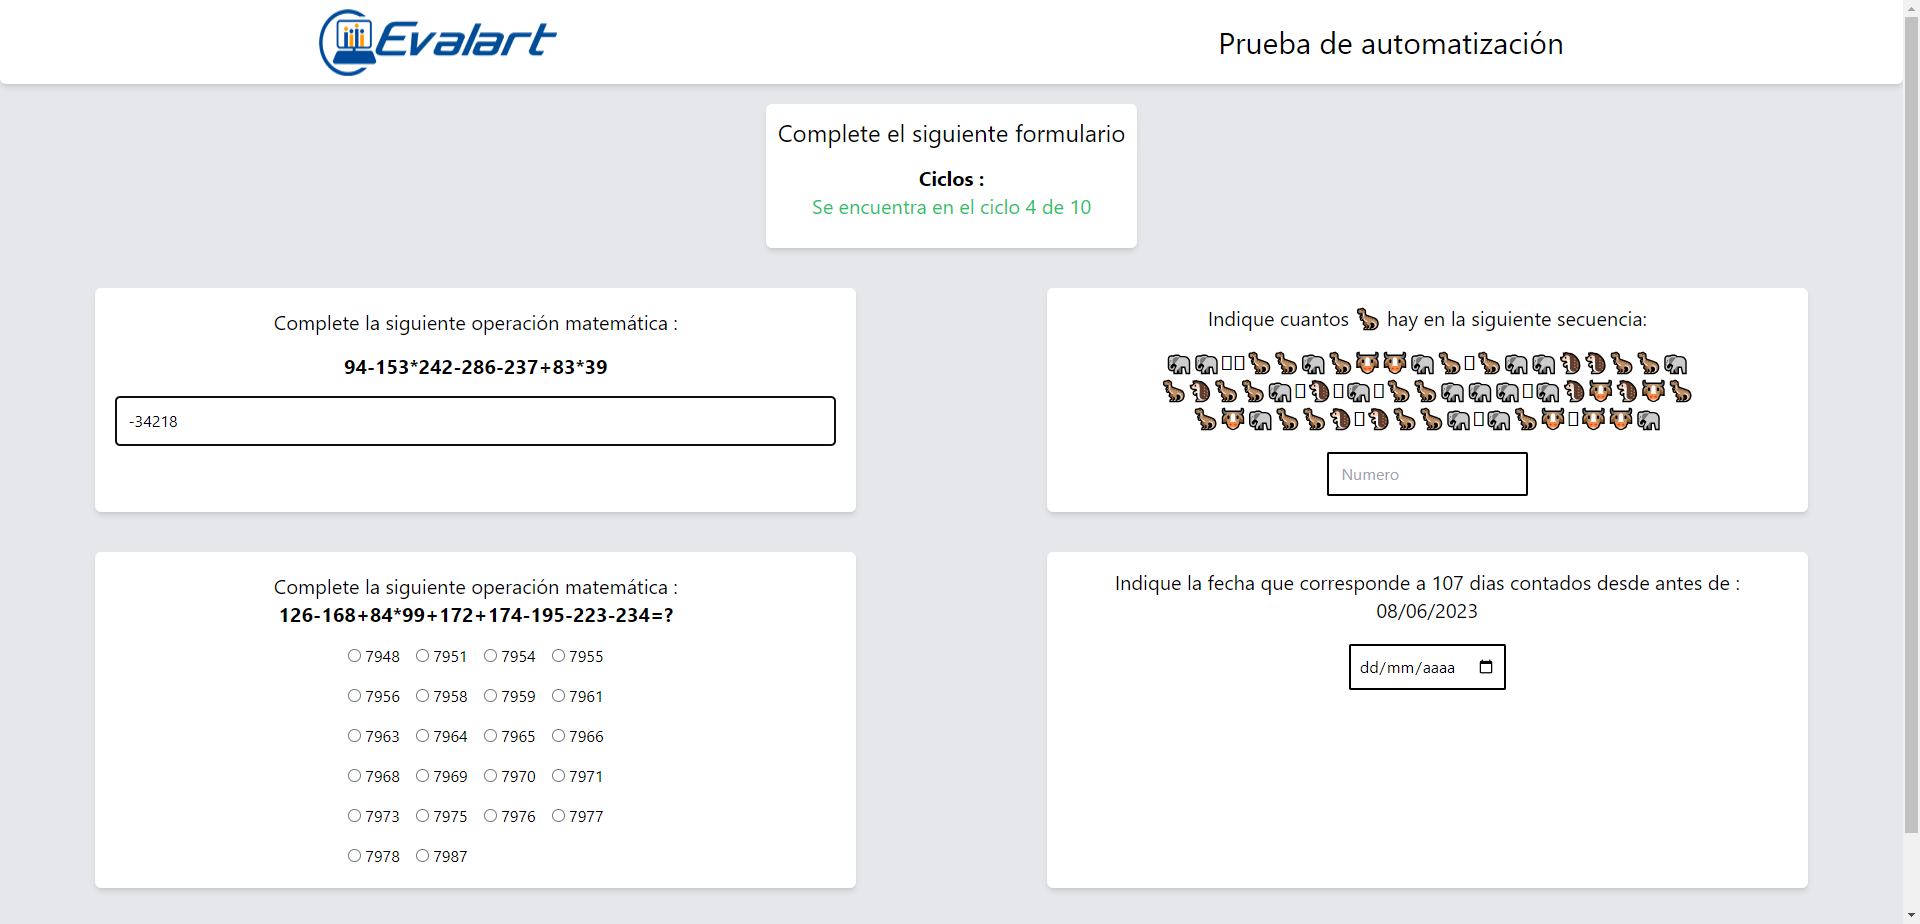 Evalart
Prueba de automatización
Complete el siguiente formulario
Ciclos :
Se encuentra en el ciclo 4 de 10
Complete la siguiente operación matemática :
94-153*242-286-237+83*39
-34218
Indique cuantos 🦕 hay en la siguiente secuencia:
Numero
Complete la siguiente operación matemática :
126-168+84*99+172+174-195-223-234=?
7948 7951 7954 7955
7956 7958 7959 7961
7963 7964 7965 7966
7968 7969 7970 7971
7973 7975 7976 7977
7978 7987
Indique la fecha que corresponde a 107 dias contados desde antes de :
08/06/2023
dd/mm/aaaa